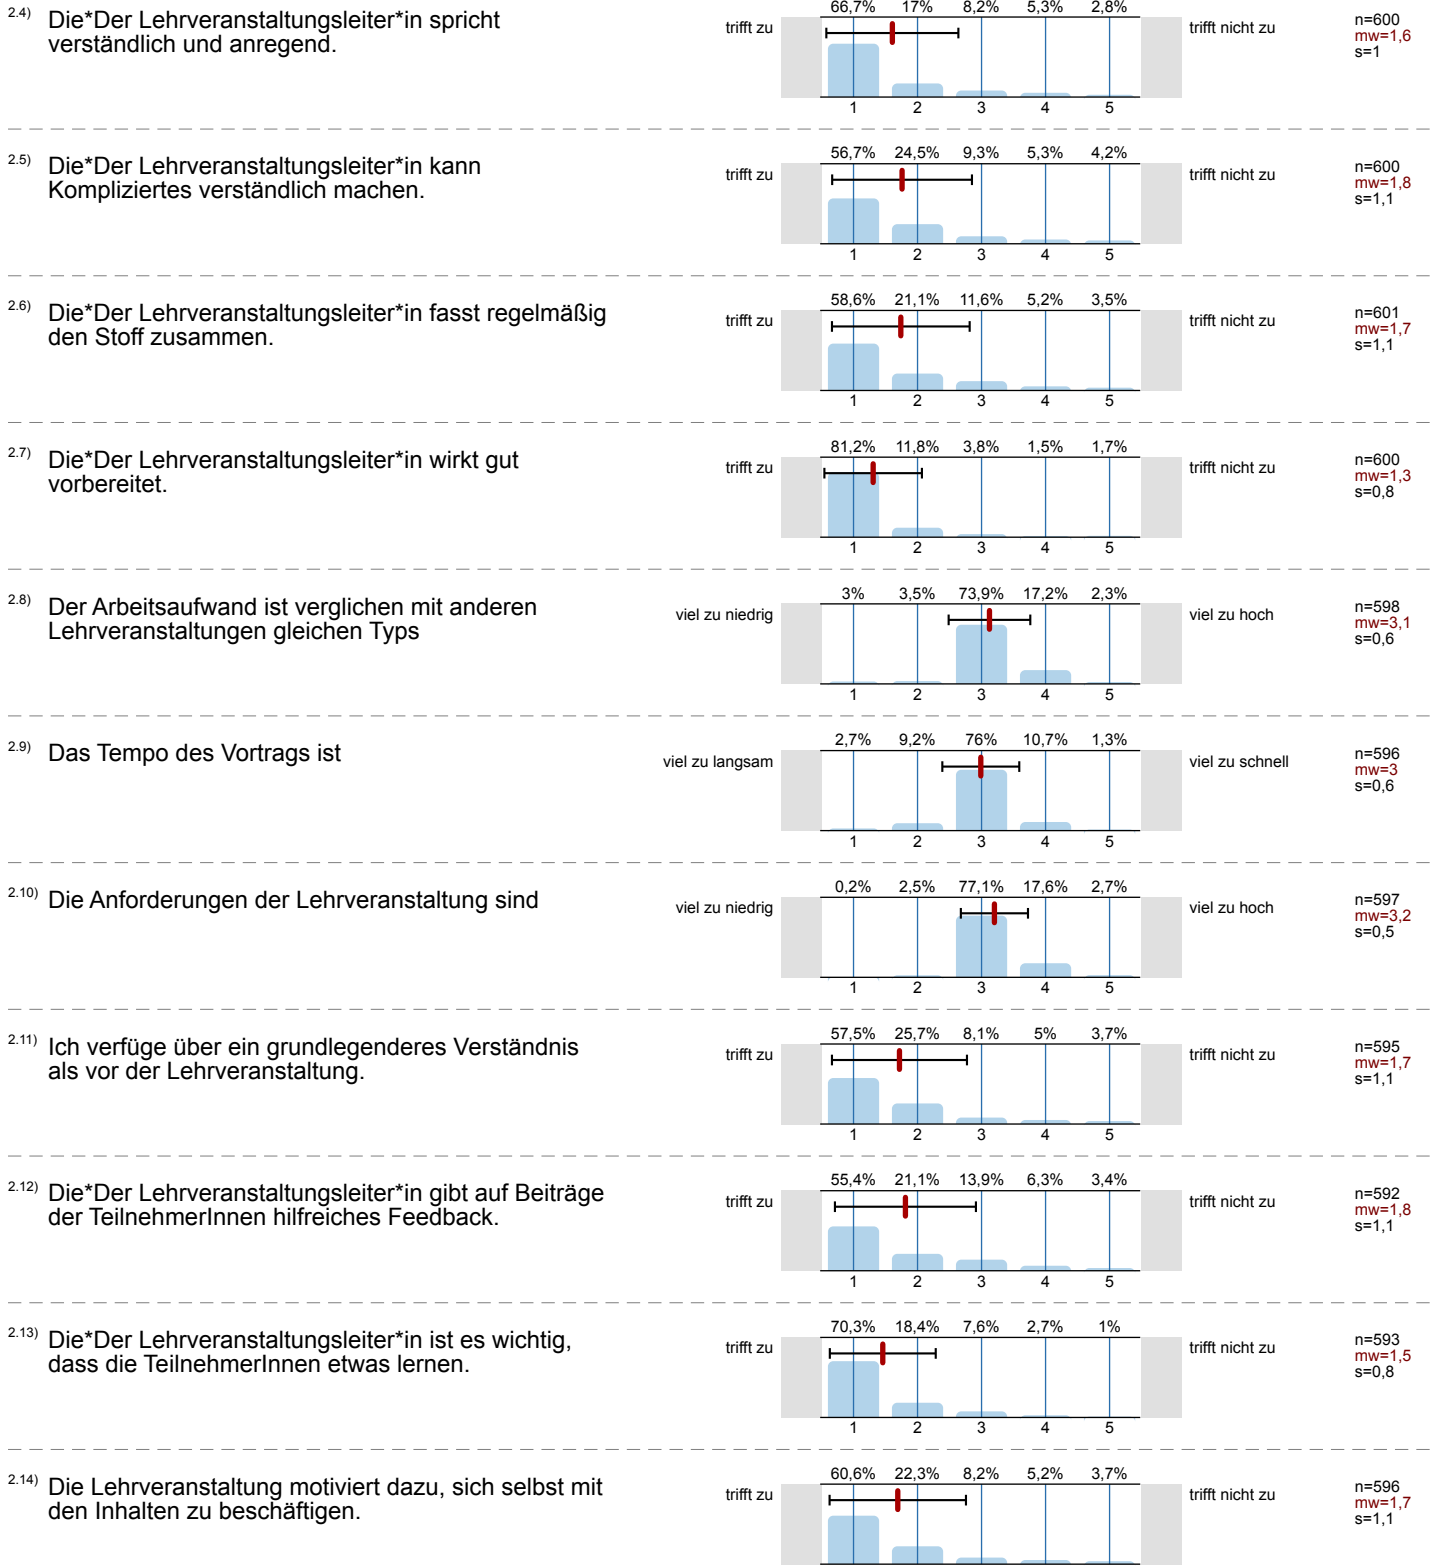 2.4) Die*Der Lehrveranstaltungsleiter*in spricht
verständlich und anregend.
trifft zu
66,7% 17% 8,2% 5,3% 2,8%
1 2 3 4 5
trifft nicht zu
n=600
mw=1,6
s=1
2.5) Die*Der Lehrveranstaltungsleiter*in kann
Kompliziertes verständlich machen.
trifft zu
56,7% 24,5% 9,3% 5,3% 4,2%
1 2 3 4 5
trifft nicht zu
n=600
mw=1,8
s=1,1
2.6) Die*Der Lehrveranstaltungsleiter*in fasst regelmäßig
den Stoff zusammen.
trifft zu
58,6% 21,1% 11,6% 5,2% 3,5%
1 2 3 4 5
trifft nicht zu
n=601
mw=1,7
s=1,1
2.7) Die*Der Lehrveranstaltungsleiter*in wirkt gut
vorbereitet.
trifft zu
81,2% 11,8% 3,8% 1,5% 1,7%
1 2 3 4 5
trifft nicht zu
n=600
mw=1,3
s=0,8
2.8) Der Arbeitsaufwand ist verglichen mit anderen
Lehrveranstaltungen gleichen Typs
viel zu niedrig
3% 3,5% 73,9% 17,2% 2,3%
1 2 3 4 5
viel zu hoch
n=598
mw=3,1
s=0,6
2.9) Das Tempo des Vortrags ist
viel zu langsam
2,7% 9,2% 76% 10,7% 1,3%
1 2 3 4 5
viel zu schnell
n=596
mw=3
s=0,6
2.10) Die Anforderungen der Lehrveranstaltung sind
viel zu niedrig
0,2% 2,5% 77,1% 17,6% 2,7%
1 2 3 4 5
viel zu hoch
n=597
mw=3,2
s=0,5
2.11) Ich verfüge über ein grundlegenderes Verständnis
als vor der Lehrveranstaltung.
trifft zu
57,5% 25,7% 8,1% 5% 3,7%
1 2 3 4 5
trifft nicht zu
n=595
mw=1,7
s=1,1
2.12) Die*Der Lehrveranstaltungsleiter*in gibt auf Beiträge
der TeilnehmerInnen hilfreiches Feedback.
trifft zu
55,4% 21,1% 13,9% 6,3% 3,4%
1 2 3 4 5
trifft nicht zu
n=592
mw=1,8
s=1,1
2.13) Die*Der Lehrveranstaltungsleiter*in ist es wichtig,
dass die TeilnehmerInnen etwas lernen.
trifft zu
70,3% 18,4% 7,6% 2,7% 1%
1 2 3 4 5
trifft nicht zu
n=593
mw=1,5
s=0,8
2.14) Die Lehrveranstaltung motiviert dazu, sich selbst mit
den Inhalten zu beschäftigen.
trifft zu
60,6% 22,3% 8,2% 5,2% 3,7%
trifft nicht zu
n=596
mw=1,7
s=1,1